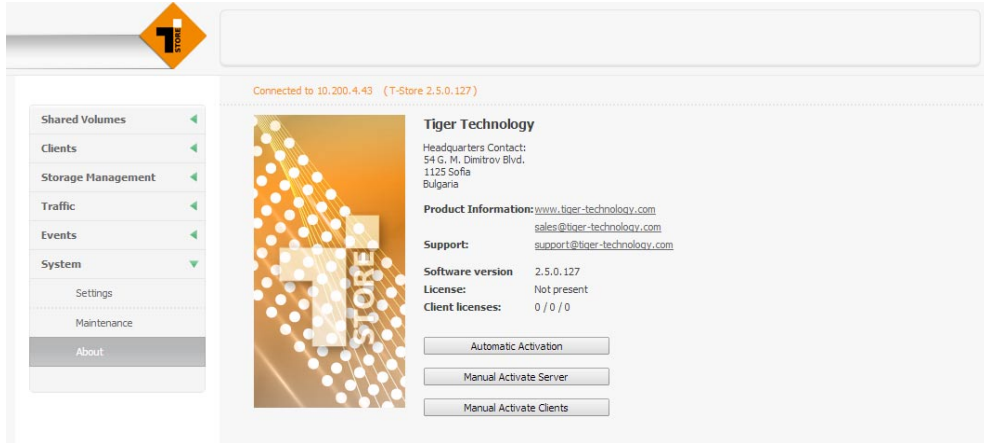 T
STORE
Connected to 10.200.4.43 (T-Store 2.5.0.127)
Shared Volumes
Clients
Storage Management
Traffic
Events
System
Settings
Maintenance
About
T
STORE
Tiger Technology
Headquarters Contact:
54 G. M. Dimitrov Blvd.
1125 Sofia
Bulgaria
Product Information: www.tiger-technology.com
sales@tiger-technology.com
Support: support@tiger-technology.com
Software version 2.5.0.127
License: Not present
Client licenses: 0 / 0 / 0
Automatic Activation
Manual Activate Server
Manual Activate Clients